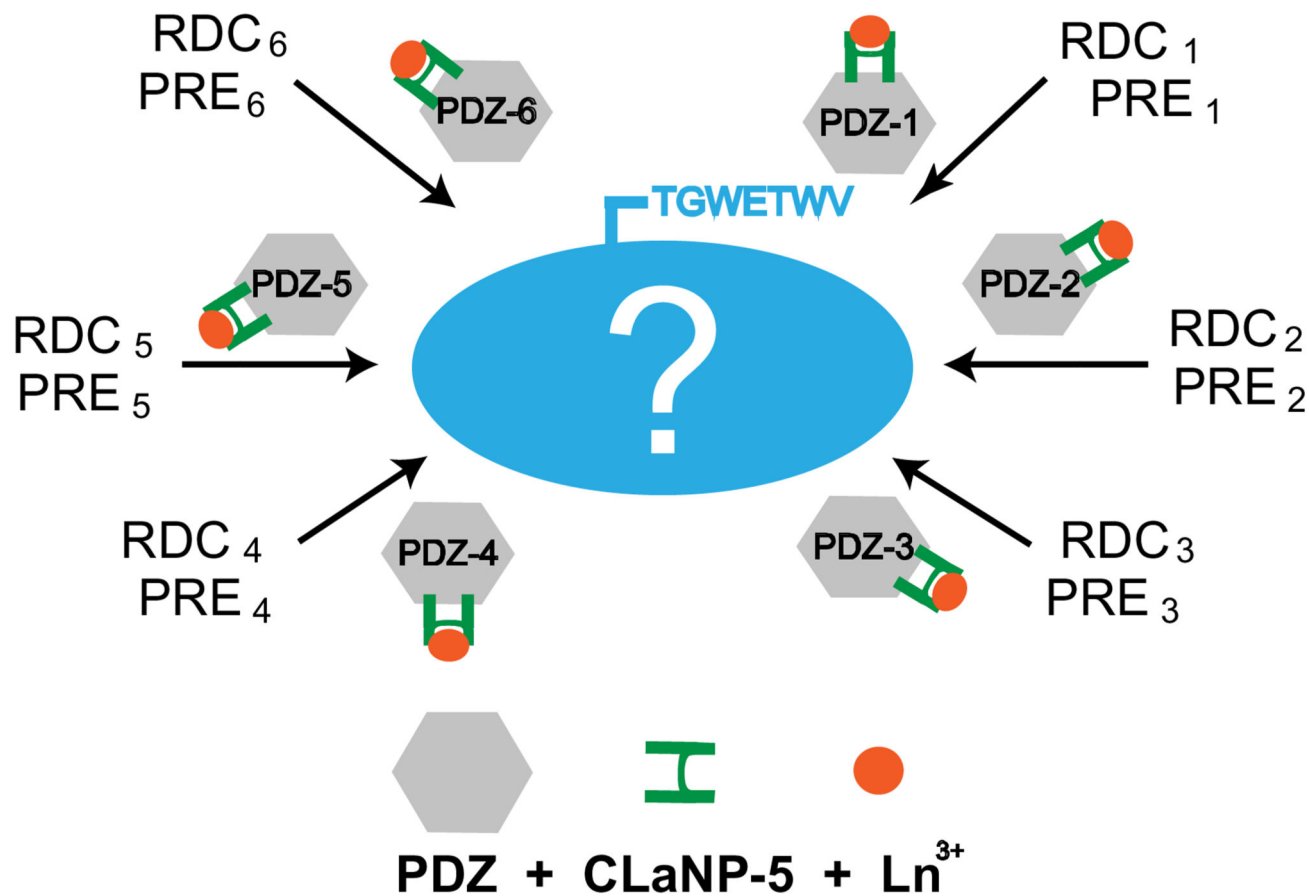 RDC 6
PRE 6
PDZ-6
PDZ-1
RDC 1
PRE 1
TGWETWV
PDZ-5
PDZ-2
?
RDC 5
PRE 5
RDC 2
PRE 2
RDC 4
PRE 4
PDZ-4
PDZ-3
RDC 3
PRE 3
PDZ + CLaNP-5 + Ln3+